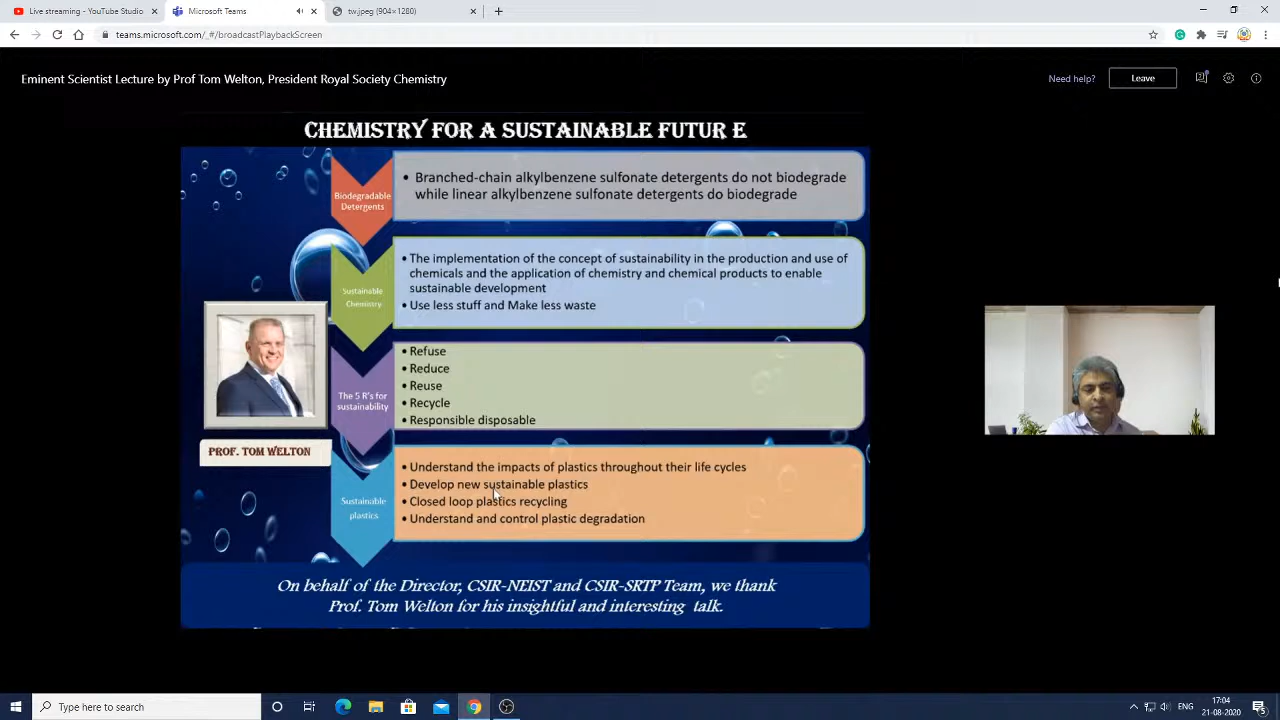 Live streaming - YouTube Studio
Microsoft Teams
tw.jpeg (904×1280)
teams.microsoft.com/_#/broadcastPlaybackScreen
Eminent Scientist Lecture by Prof Tom Welton, President Royal Society Chemistry
Need help?
Leave
CHEMISTRY FOR A SUSTAINABLE FUTUR E
Biodegradable
Detergents
• Branched-chain alkylbenzene sulfonate detergents do not biodegrade
while linear alkylbenzene sulfonate detergents do biodegrade
Sustainable
Chemistry
• The implementation of the concept of sustainability in the production and use of
chemicals and the application of chemistry and chemical products to enable
sustainable development
• Use less stuff and Make less waste
The 5 R's for
sustainability
• Refuse
• Reduce
• Reuse
• Recycle
• Responsible disposable
PROF. TOM WELTON
Sustainable
plastics
• Understand the impacts of plastics throughout their life cycles
• Develop new sustainable plastics
• Closed loop plastics recycling
• Understand and control plastic degradation
On behalf of the Director, CSIR-NEIST and CSIR-SRTP Team, we thank
Prof. Tom Welton for his insightful and interesting talk.
Type here to search
ENG
17:04
21-08-2020